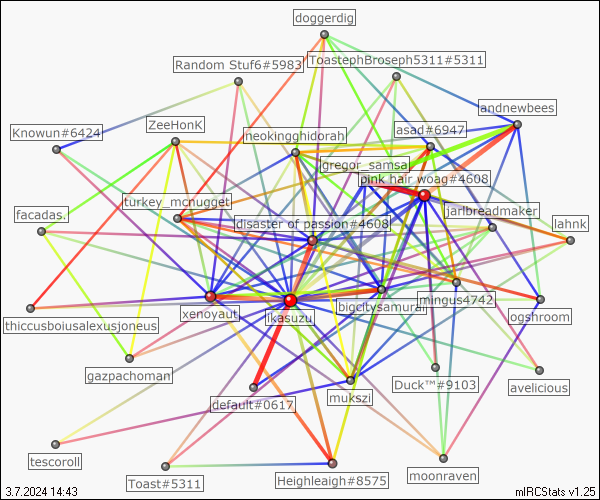 doggerdig
ToastephBroseph5311#5311
Random Stuf6#5983
andnewbees
ZeeHonK
asad#6947
Knowun#6424
neokingghidorah
gregor_samsa
pink hair woag#4608
turkey_mcnugget
jarlbreadmaker
facadas.
disaster of passion#4608
lahnk
thiccusboiusalexusjoneus
xenoyaut
ikasuzu
bigcitysamurai
mingus4742
ogshroom
gazpachoman
default#0617
mukszi
Duck™#9103
avelicious
tescoroll
Toast#5311
Heighleaigh#8575
moonraven
3.7.2024 14:43
mIRCStats v1.25